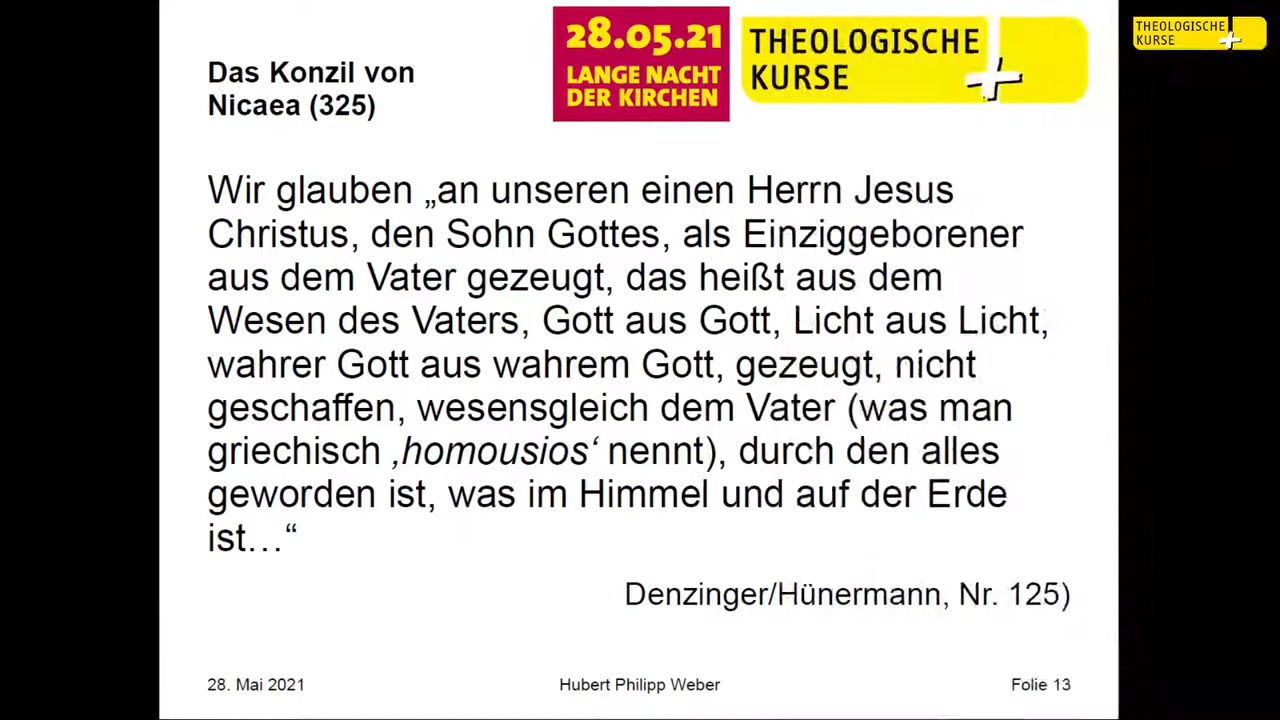 Das Konzil von
Nicaea (325)
28.05.21
LANGE NACHT
DER KIRCHEN
THEOLOGISCHE
KURSE
THEOLOGISCHE
KURSE
Wir glauben „an unseren einen Herrn Jesus
Christus, den Sohn Gottes, als Einziggeborener
aus dem Vater gezeugt, das heißt aus dem
Wesen des Vaters, Gott aus Gott, Licht aus Licht,
wahrer Gott aus wahrem Gott, gezeugt, nicht
geschaffen, wesensgleich dem Vater (was man
griechisch ‚homousios‘ nennt), durch den alles
geworden ist, was im Himmel und auf der Erde
ist…“
Denzinger/Hünermann, Nr. 125)
28. Mai 2021
Hubert Philipp Weber
Folie 13